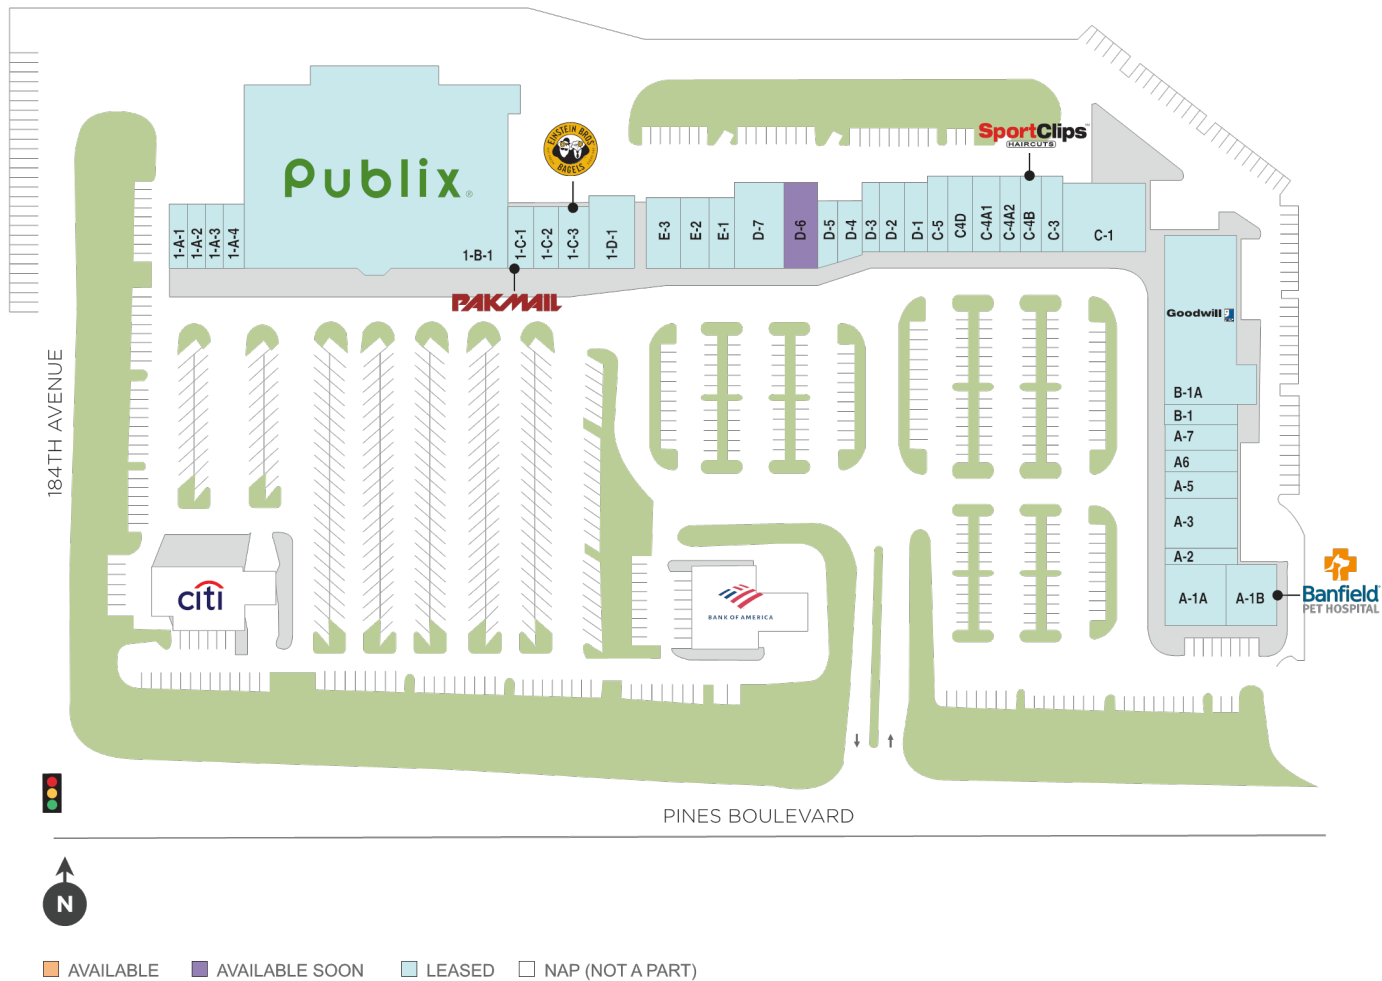 SportClips
HAIRCUTS
EINSTEIN BROS
BAGELS
Publix
1-A-1
1-A-2
1-A-3
1-A-4
1-B-1
1-C-1
1-C-2
1-C-3
1-D-1
E-3
E-2
E-1
D-7
D-6
D-5
D-4
D-3
D-2
D-1
C-5
C4D
C-4A1
C-4A2
C-4B
C-3
C-1
PAKMAIL
Goodwill
B-1A
B-1
A-7
A6
A-5
A-3
A-2
A-1A
A-1B
Banfield
PET HOSPITAL
184TH AVENUE
citi
BANK OF AMERICA
PINES BOULEVARD
N
AVAILABLE
AVAILABLE SOON
LEASED
NAP (NOT A PART)